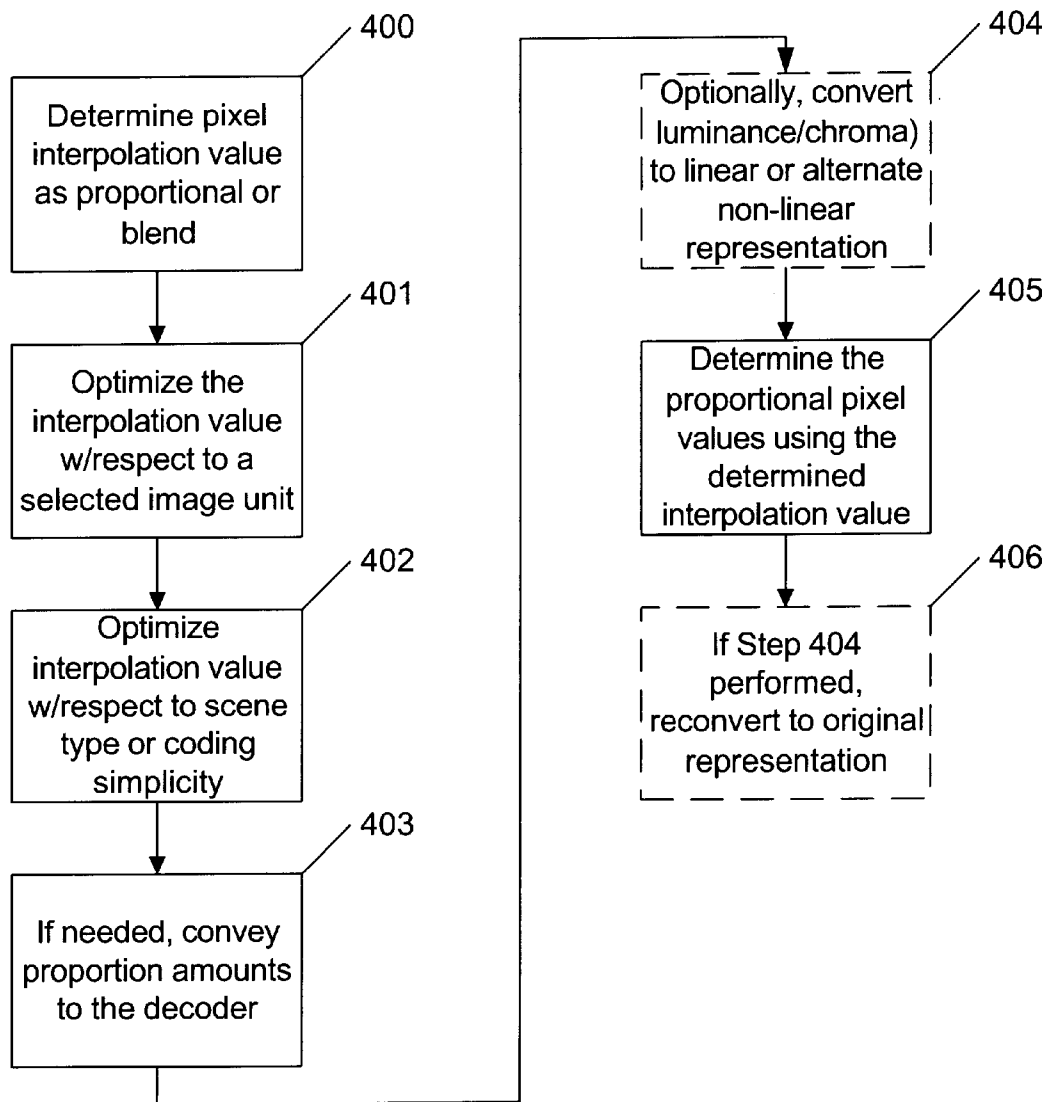 400
Determine pixel
interpolation value
as proportional or
blend
401
Optimize the
interpolation value
w/respect to a
selected image unit
402
Optimize
interpolation value
w/respect to scene
type or coding
simplicity
403
If needed, convey
proportion amounts
to the decoder
404
Optionally, convert
luminance/chroma)
to linear or alternate
non-linear
representation
405
Determine the
proportional pixel
values using the
determined
interpolation value
406
If Step 404
performed,
reconvert to original
representation